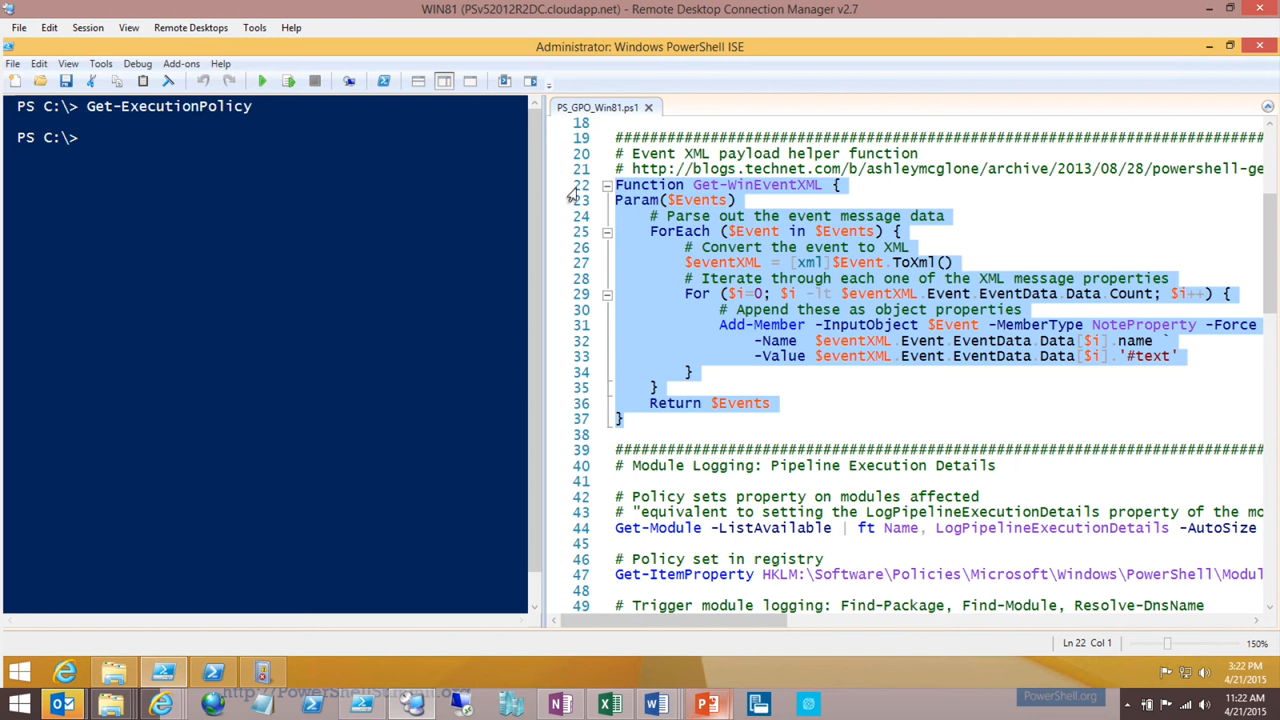 WIN81 (PSv52012R2DC.cloudapp.net) - Remote Desktop Connection Manager v2.7
File Edit Session View Remote Desktops Tools Help
Administrator: Windows PowerShell ISE
File Edit View Tools Debug Add-ons Help
PS C:\> Get-ExecutionPolicy
PS C:\>
PS_GPO_Win81.ps1
18
19 ##########################################################################
20 # Event XML payload helper function
21 # http://blogs.technet.com/b/ashleymcglone/archive/2013/08/28/powershell-ge
22 Function Get-WinEventXML {
23 Param($Events)
24 # Parse out the event message data
25 ForEach ($Event in $Events) {
26 # Convert the event to XML
27 $eventXML = [xml]$Event.ToXml()
28 # Iterate through each one of the XML message properties
29 For ($i=0; $i -lt $eventXML.Event.EventData.Data.Count; $i++) {
30 # Append these as object properties
31 Add-Member -InputObject $Event -MemberType NoteProperty -Force
32 -Name $eventXML.Event.EventData.Data[$i].name `
33 -Value $eventXML.Event.EventData.Data[$i].'#text'
34 }
35 }
36 Return $Events
37 }
38
39 ##########################################################################
40 # Module Logging: Pipeline Execution Details
41
42 # Policy sets property on modules affected
43 # "equivalent to setting the LogPipelineExecutionDetails property of the mo
44 Get-Module -ListAvailable | ft Name, LogPipelineExecutionDetails -AutoSize
45
46 # Policy set in registry
47 Get-ItemProperty HKLM:\Software\Policies\Microsoft\Windows\PowerShell\Modul
48
49 # Trigger module logging: Find-Package, Find-Module, Resolve-DnsName
Ln 22 Col 1 150%
3:22 PM
4/21/2015
http://PowerShellSummit.org
PowerShell.org
11:22 AM
4/21/2015